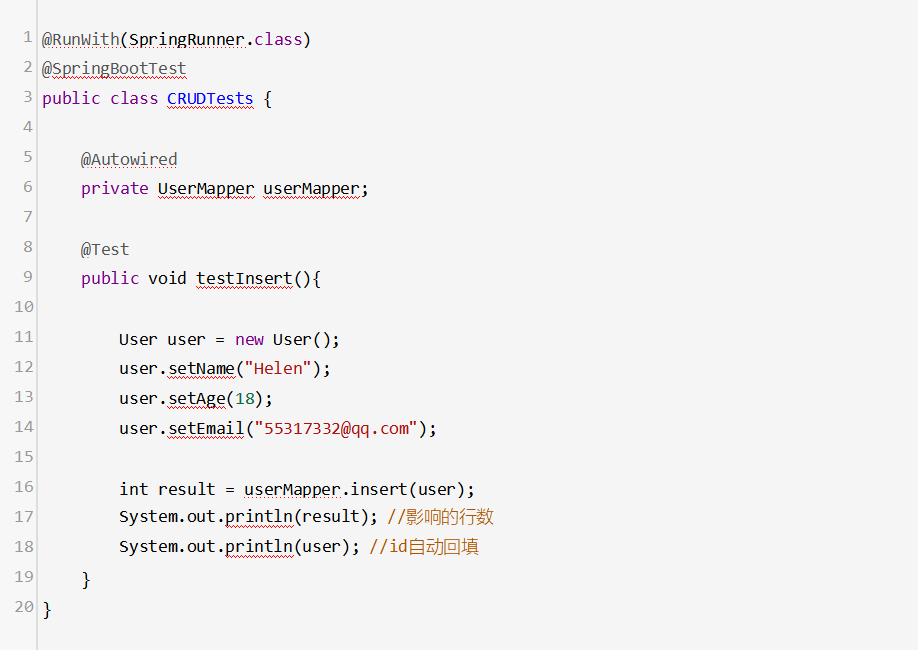 1 @RunWith(SpringRunner.class)
2 @SpringBootTest
3 public class CRUDTests {
4
5     @Autowired
6     private UserMapper userMapper;
7
8     @Test
9     public void testInsert(){
10
11         User user = new User();
12         user.setName("Helen");
13         user.setAge(18);
14         user.setEmail("55317332@qq.com");
15
16         int result = userMapper.insert(user);
17         System.out.println(result); //影响的行数
18         System.out.println(user); //id自动回填
19     }
20 }